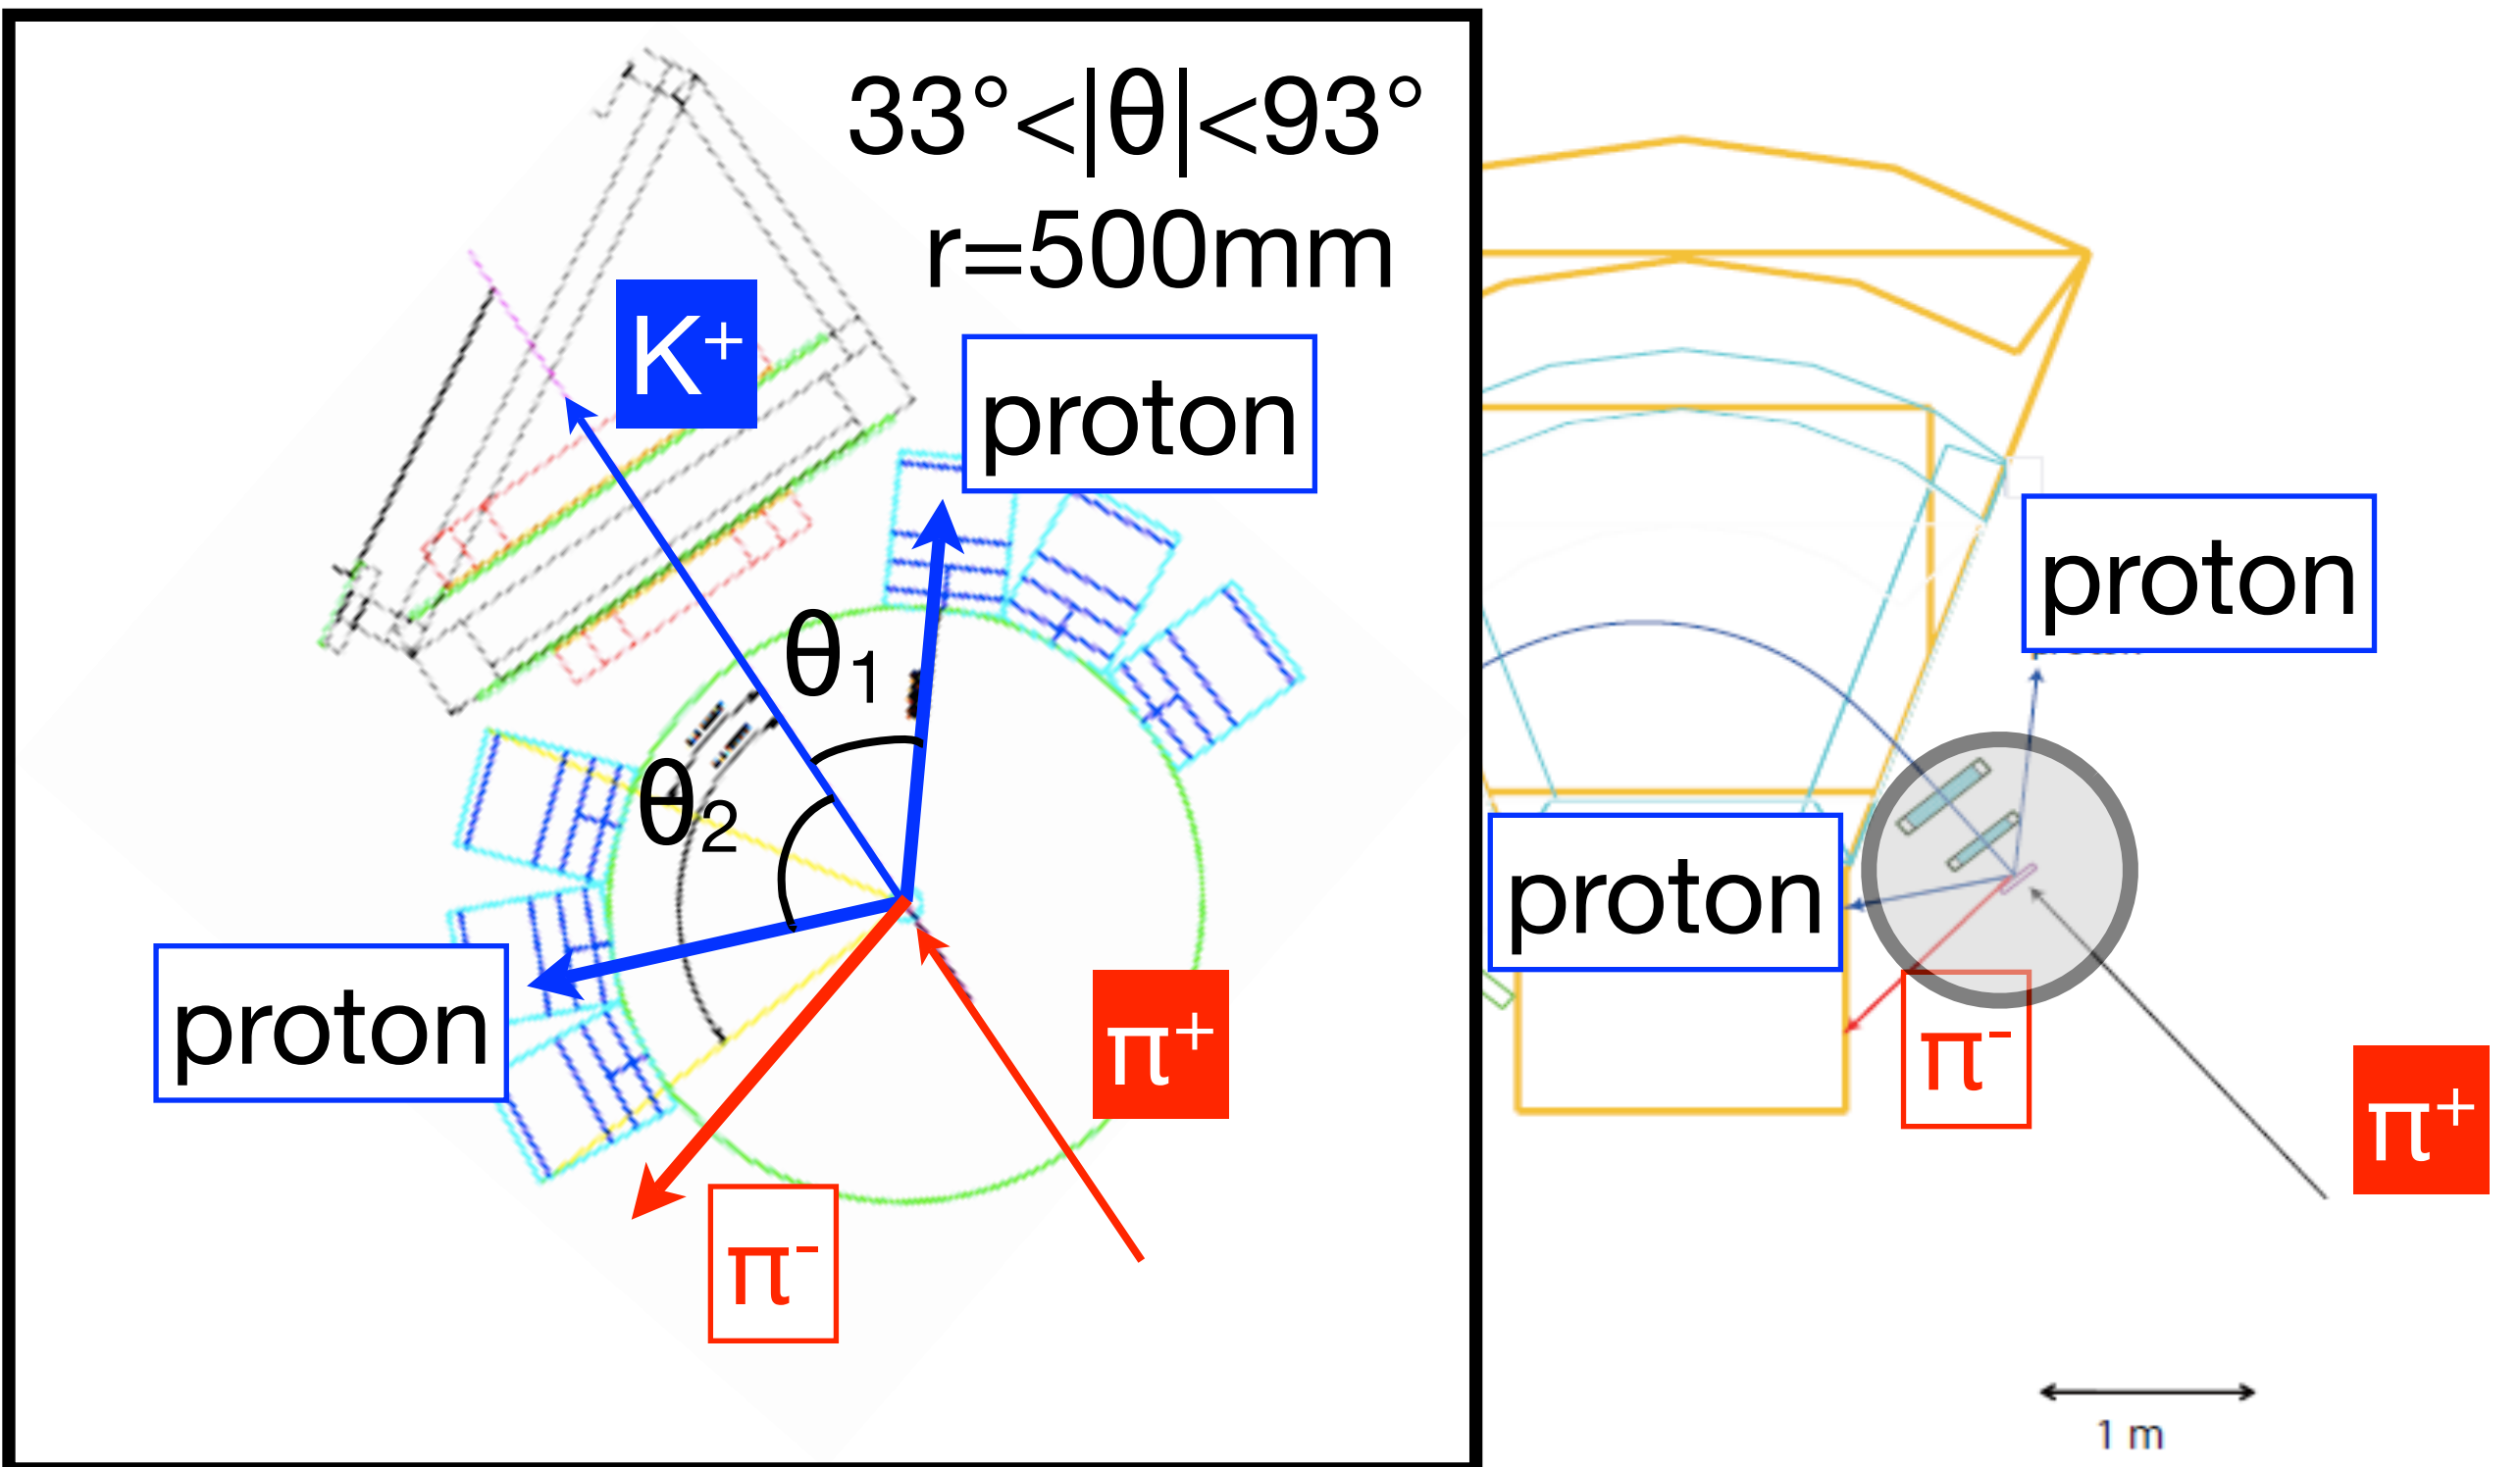 33°<|θ|<93°
r=500mm
K⁺
proton
proton
θ₁
θ₂
proton
proton
π⁺
π⁻
π⁻
π⁺
1 m